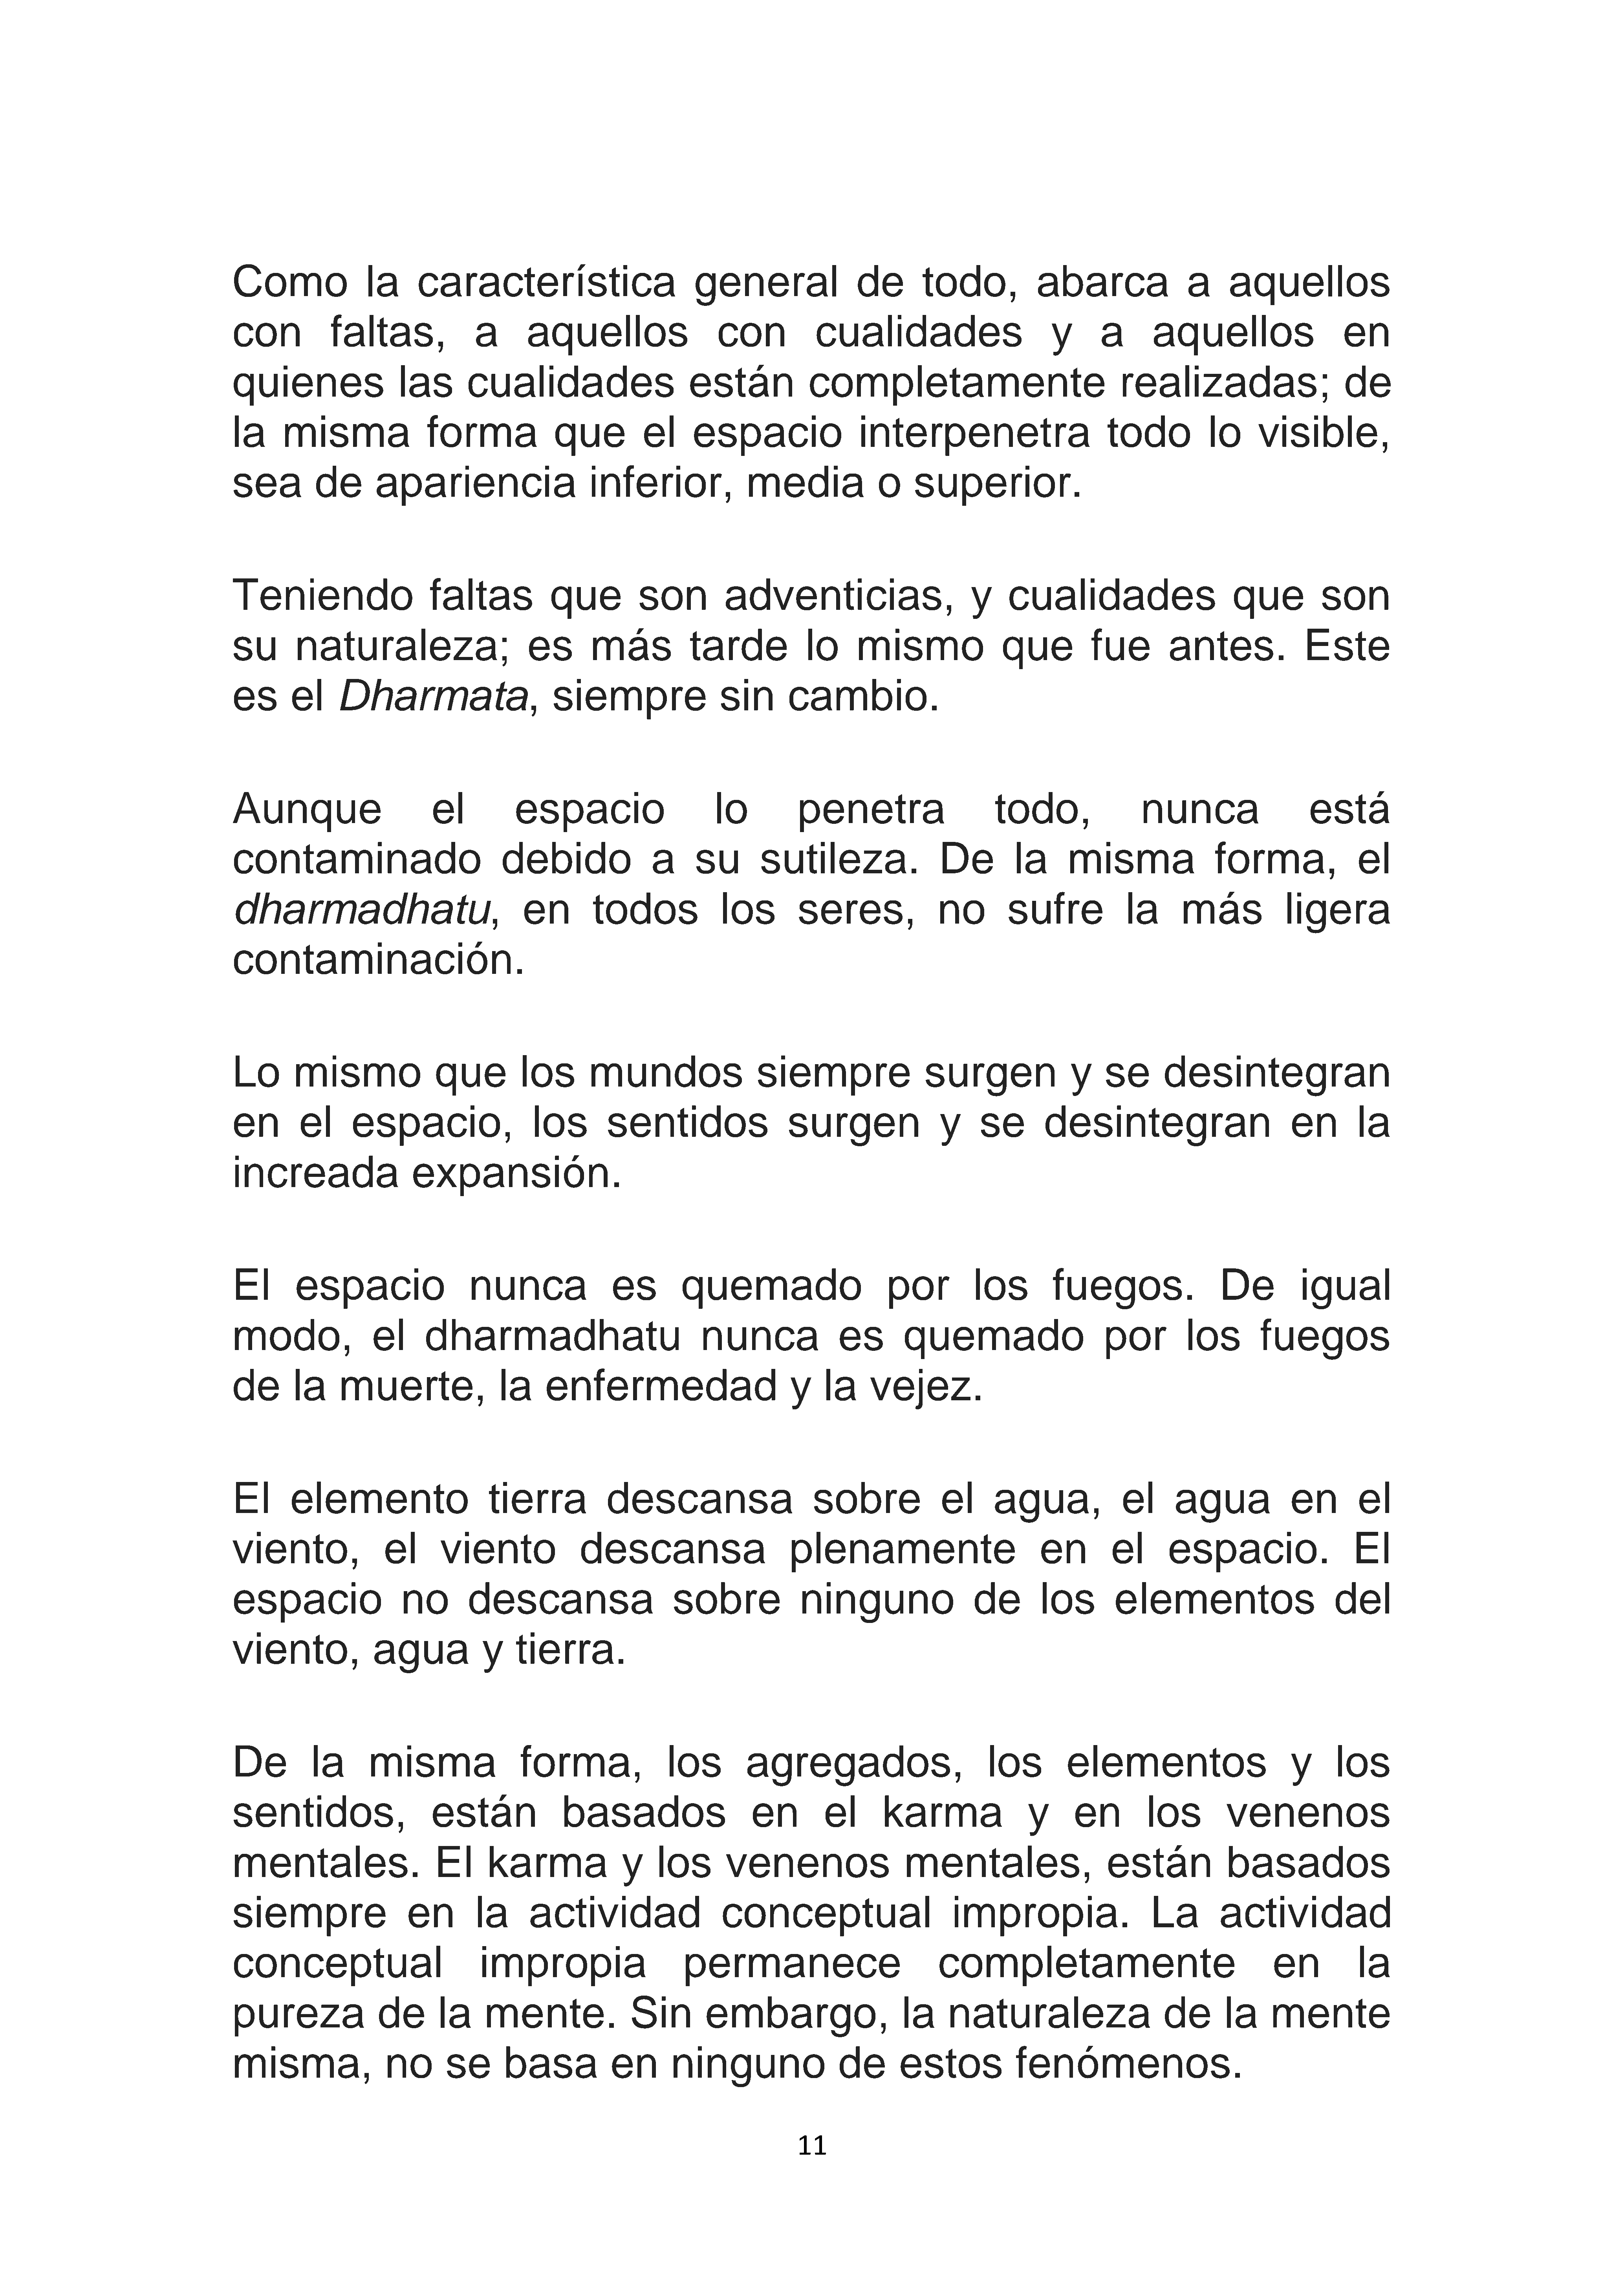 Como la característica general de todo, abarca a aquellos
con faltas, a aquellos con cualidades y a aquellos en
quienes las cualidades están completamente realizadas; de
la misma forma que el espacio interpenetra todo lo visible,
sea de apariencia inferior, media o superior.
Teniendo faltas que son adventicias, y cualidades que son
su naturaleza; es más tarde lo mismo que fue antes. Este
es el Dharmata, siempre sin cambio.
Aunque el espacio lo penetra todo, nunca está
contaminado debido a su sutileza. De la misma forma, el
dharmadhatu, en todos los seres, no sufre la más ligera
contaminación.
Lo mismo que los mundos siempre surgen y se desintegran
en el espacio, los sentidos surgen y se desintegran en la
increada expansión.
El espacio nunca es quemado por los fuegos. De igual
modo, el dharmadhatu nunca es quemado por los fuegos
de la muerte, la enfermedad y la vejez.
El elemento tierra descansa sobre el agua, el agua en el
viento, el viento descansa plenamente en el espacio. El
espacio no descansa sobre ninguno de los elementos del
viento, agua y tierra.
De la misma forma, los agregados, los elementos y los
sentidos, están basados en el karma y en los venenos
mentales. El karma y los venenos mentales, están basados
siempre en la actividad conceptual impropia. La actividad
conceptual impropia permanece completamente en la
pureza de la mente. Sin embargo, la naturaleza de la mente
misma, no se basa en ninguno de estos fenómenos.
11